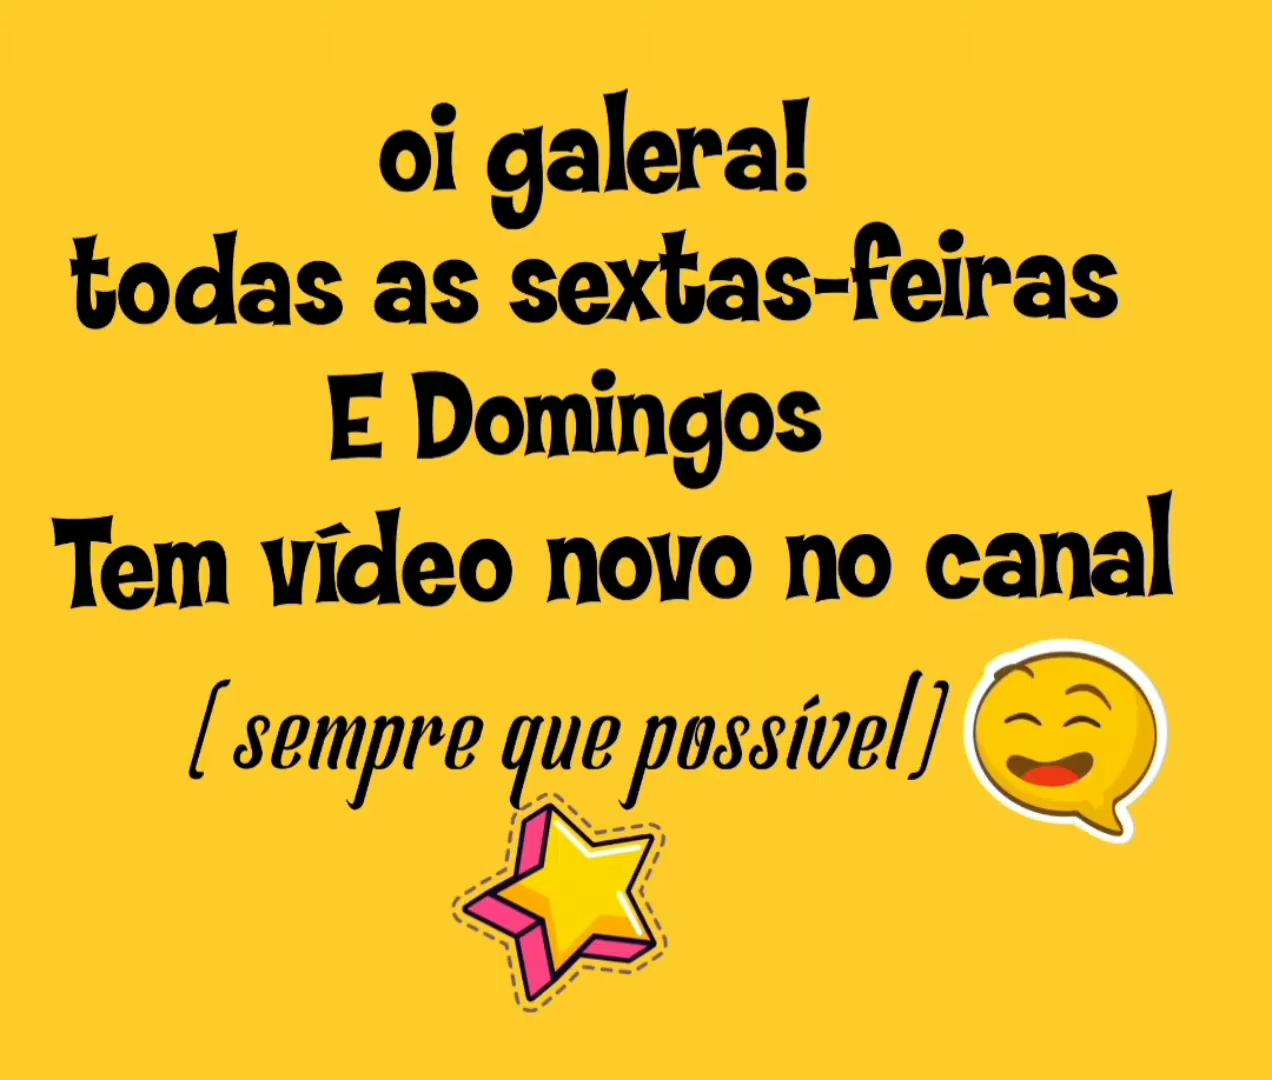 oi galera!
todas as sextas-feiras
E Domingos
Tem vídeo novo no canal
( sempre que possível)